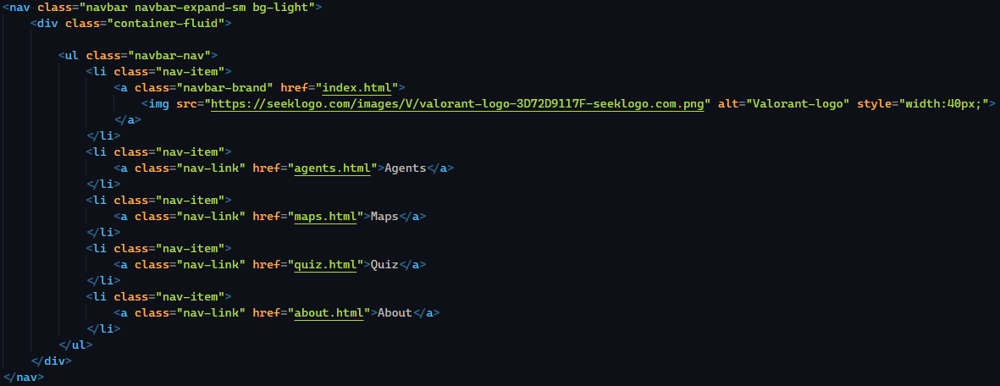 <nav class="navbar navbar-expand-sm bg-light">
    <div class="container-fluid">

        <ul class="navbar-nav">
            <li class="nav-item">
                <a class="navbar-brand" href="index.html">
                    <img src="https://seeklogo.com/images/V/valorant-logo-3D72D9117F-seeklogo.com.png" alt="Valorant-logo" style="width:40px;">
                </a>
            </li>
            <li class="nav-item">
                <a class="nav-link" href="agents.html">Agents</a>
            </li>
            <li class="nav-item">
                <a class="nav-link" href="maps.html">Maps</a>
            </li>
            <li class="nav-item">
                <a class="nav-link" href="quiz.html">Quiz</a>
            </li>
            <li class="nav-item">
                <a class="nav-link" href="about.html">About</a>
            </li>
        </ul>
    </div>
</nav>